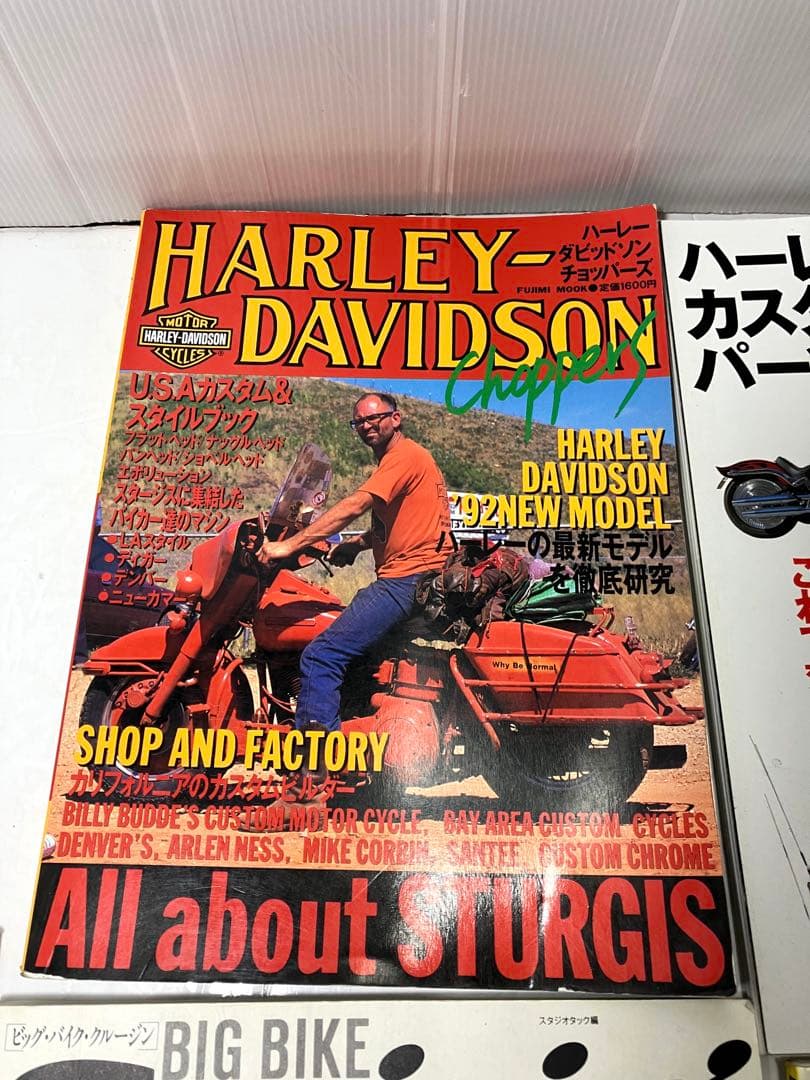 HARLEY-
DAVIDSON
Choppers
ハーレー
ダビッドソン
チョッパーズ
FUJIMI MOOK●定価1600円
MOTOR
HARLEY-DAVIDSON
CYCLES
®
U.S.Aカスタム&
スタイルブック
フラットヘッド/ナックルヘッド
パンヘッド/ショベルヘッド
エボリューション
スタージスに集結した
バイカー達のマシン
●L.Aスタイル
●ディガー
●デンバー
●ニューカマー
HARLEY
DAVIDSON
'92NEW MODEL
ハーレーの最新モデル
を徹底研究
Why Be Normal
SHOP AND FACTORY
カリフォルニアのカスタムビルダー
BILLY BUDDE'S CUSTOM MOTOR CYCLE, BAY AREA CUSTOM CYCLES
DENVER'S, ARLEN NESS, MIKE CORBIN, SANTEE, CUSTOM CHROME
All about STURGIS
ハーレ
カスタ
パー
ビッグ・バイク・クルージン
BIG BIKE
スタジオタック編